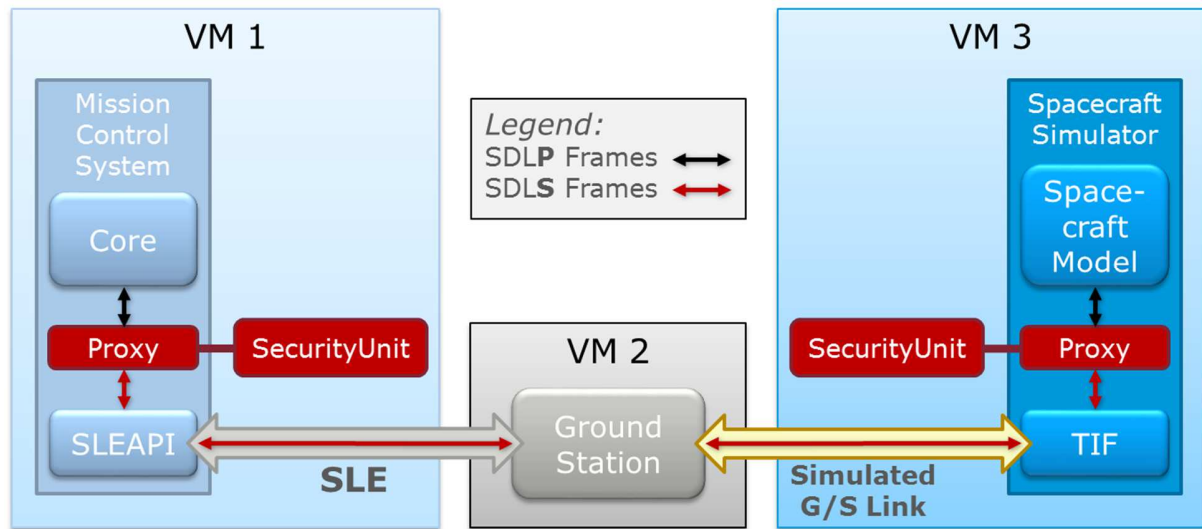 VM 1
Mission
Control
System
Core
Proxy
SecurityUnit
SLEAPI
SLE
Legend:
SDLP Frames
SDLS Frames
VM 2
Ground
Station
Simulated
G/S Link
VM 3
Spacecraft
Simulator
Space-
craft
Model
SecurityUnit
Proxy
TIF